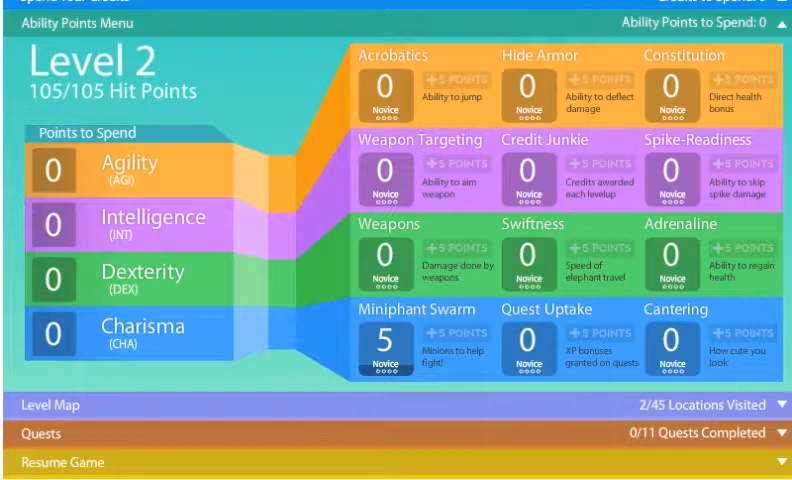 Spend Your Credits
Credits to Spend: 0
Ability Points Menu
Ability Points to Spend: 0
Level 2
105/105 Hit Points
Points to Spend
0
Agility
(AGI)
0
Intelligence
(INT)
0
Dexterity
(DEX)
0
Charisma
(CHA)
Acrobatics
0
Novice
+5 POINTS
Ability to jump
Hide Armor
0
Novice
+5 POINTS
Ability to deflect
damage
Constitution
0
Novice
+5 POINTS
Direct health
bonus
Weapon Targeting
0
Novice
+5 POINTS
Ability to aim
weapon
Credit Junkie
0
Novice
+5 POINTS
Credits awarded
each levelup
Spike-Readiness
0
Novice
+5 POINTS
Ability to skip
spike damage
Weapons
0
Novice
+5 POINTS
Damage done by
weapons
Swiftness
0
Novice
+5 POINTS
Speed of
elephant travel
Adrenaline
0
Novice
+5 POINTS
Ability to regain
health
Miniphant Swarm
5
Novice
+5 POINTS
Minions to help
fight!
Quest Uptake
0
Novice
+5 POINTS
XP bonuses
granted on quests
Cantering
0
Novice
+5 POINTS
How cute you
look
Level Map
2/45 Locations Visited
Quests
0/11 Quests Completed
Resume Game